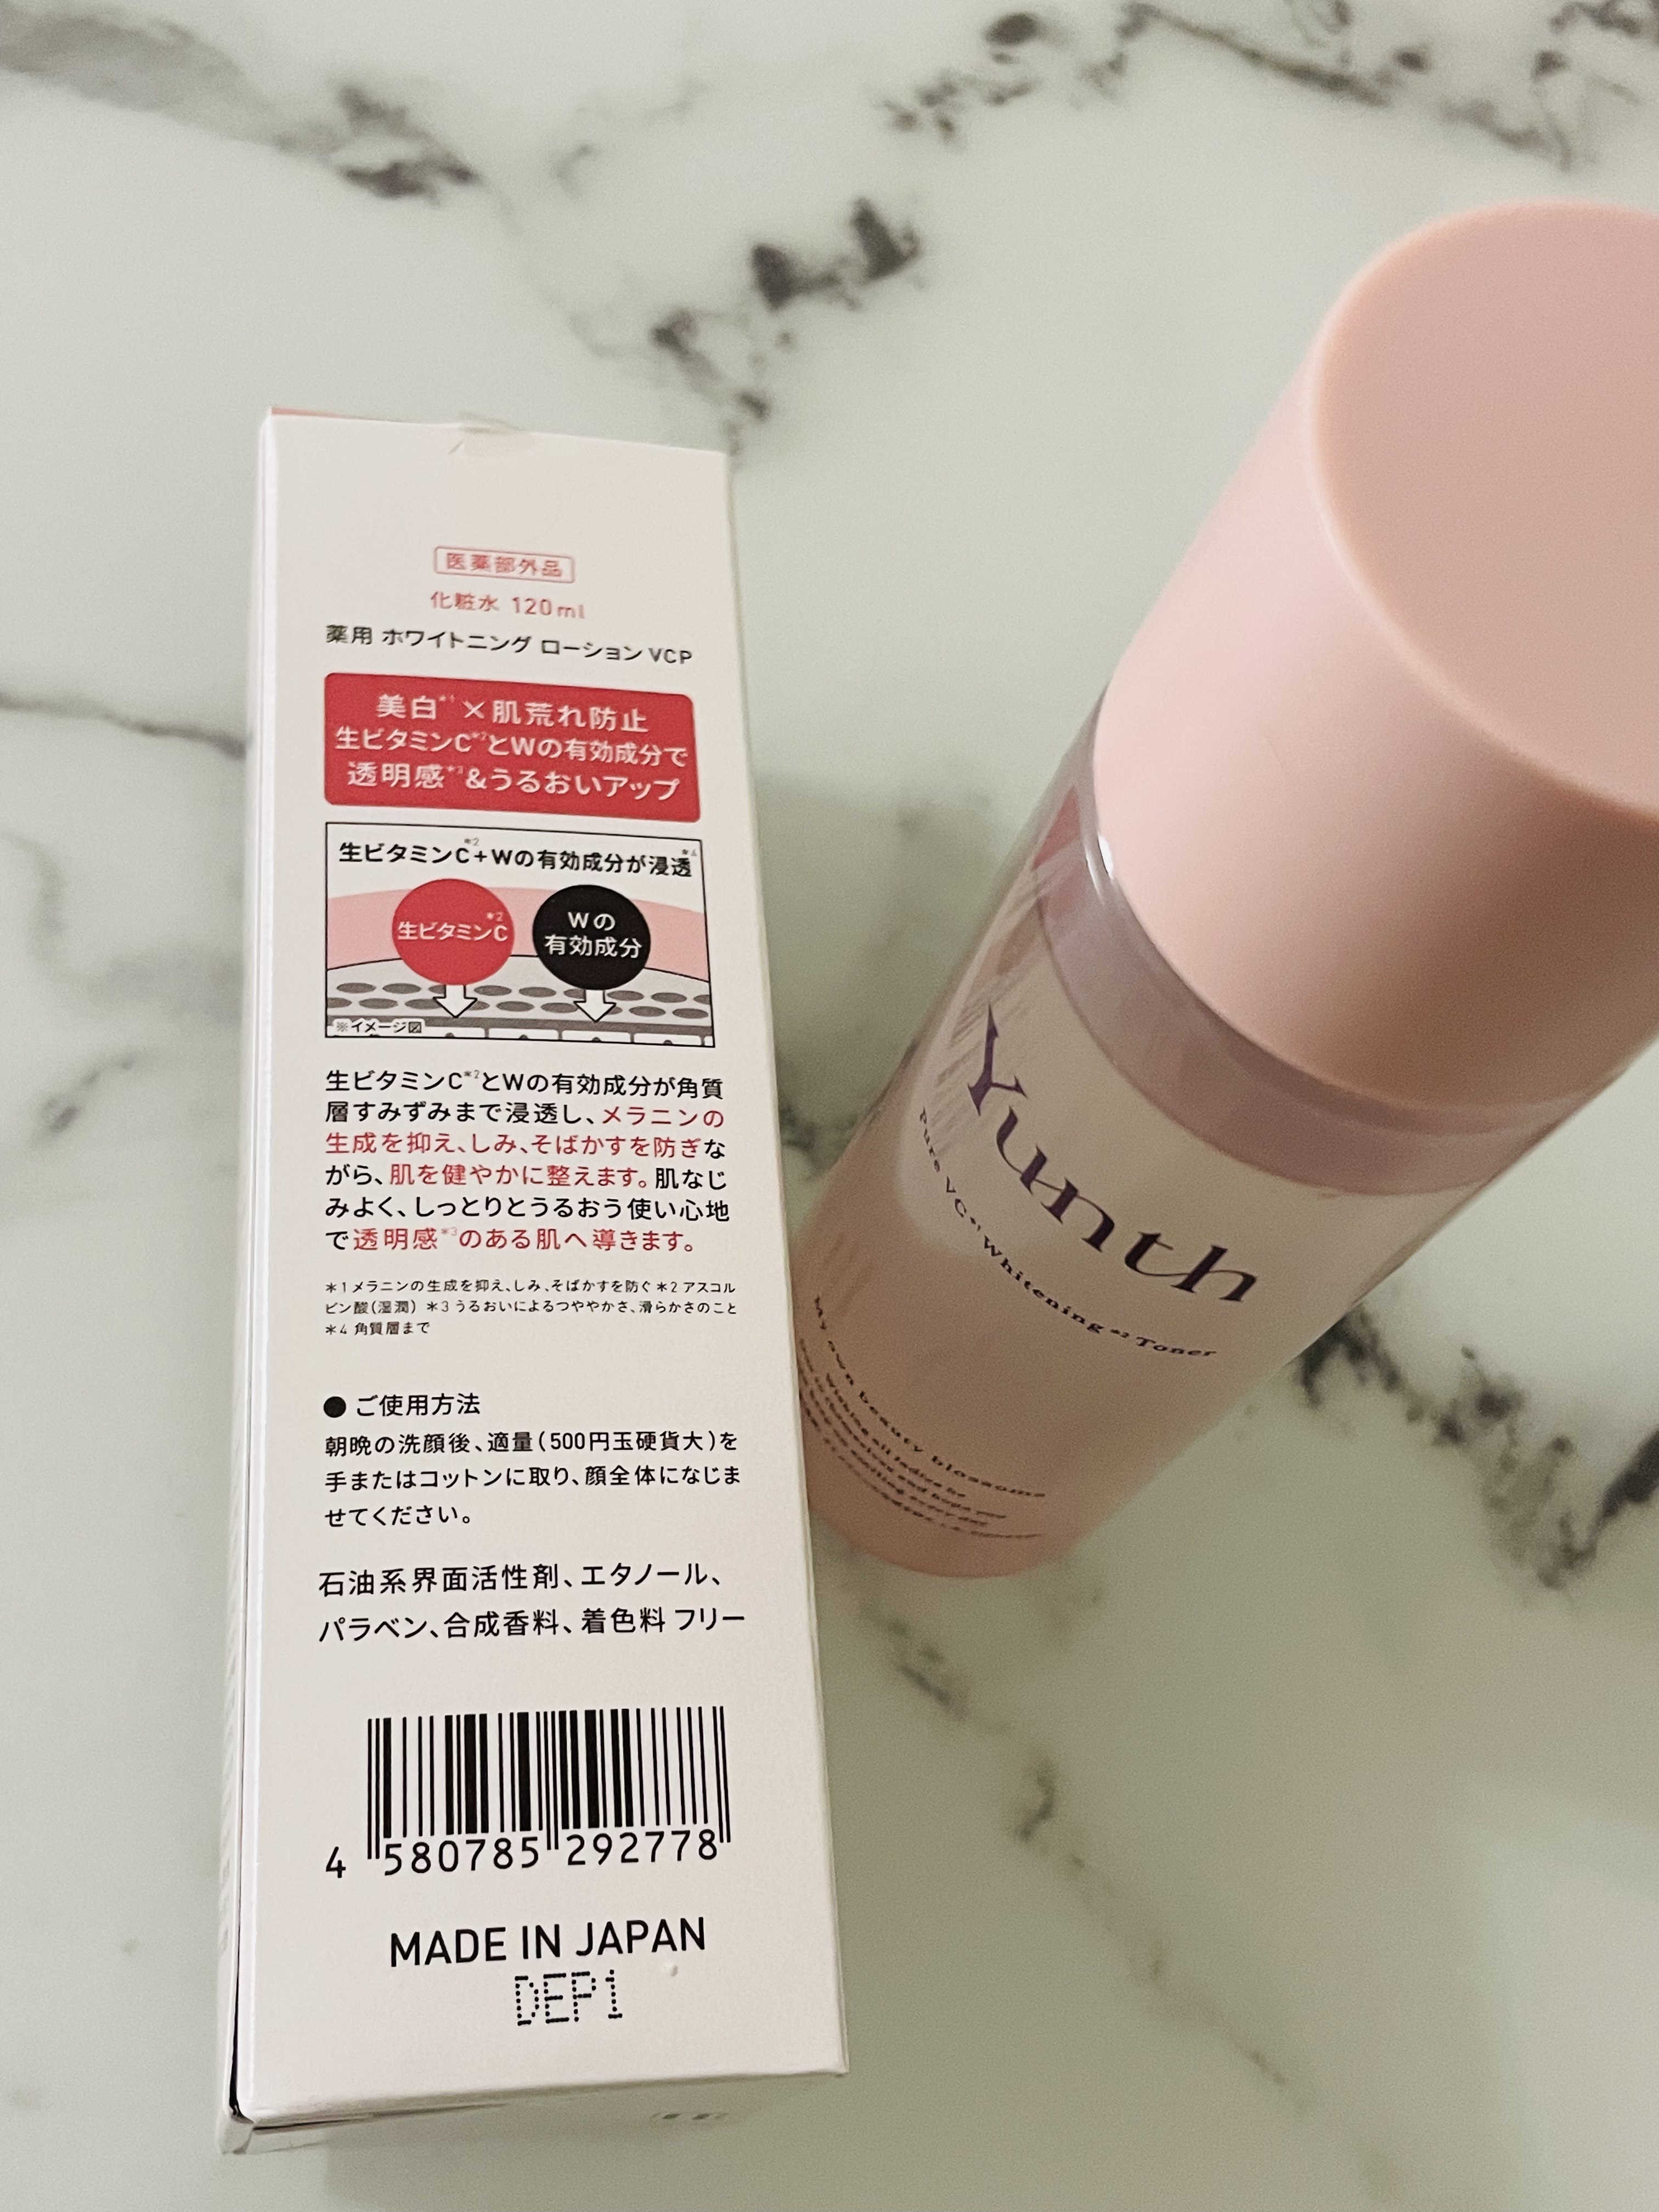 医薬部外品
化粧水 120ml
薬用 ホワイトニング ローション VCP
美白*1×肌荒れ防止
生ビタミンC*2とWの有効成分で
透明感*3&うるおいアップ
生ビタミンC*2+Wの有効成分が浸透*4
生ビタミンC*2
Wの
有効成分
※イメージ図
生ビタミンC*2とWの有効成分が角質
層すみずみまで浸透し、メラニンの
生成を抑え、しみ、そばかすを防ぎな
がら、肌を健やかに整えます。肌なじ
みよく、しっとりとうるおう使い心地
で透明感*3のある肌へ導きます。
*1 メラニンの生成を抑え、しみ、そばかすを防ぐ *2 アスコル
ビン酸(湿潤) *3 うるおいによるつややかさ、滑らかさのこと
*4 角質層まで
● ご使用方法
朝晩の洗顔後、適量(500円玉硬貨大)を
手またはコットンに取り、顔全体になじま
せてください。
石油系界面活性剤、エタノール、
パラベン、合成香料、着色料 フリー
4 580785 292778
MADE IN JAPAN
DEP1
Yunth
Pure VC*1 Whitening*2 Toner
My own beauty blossoms